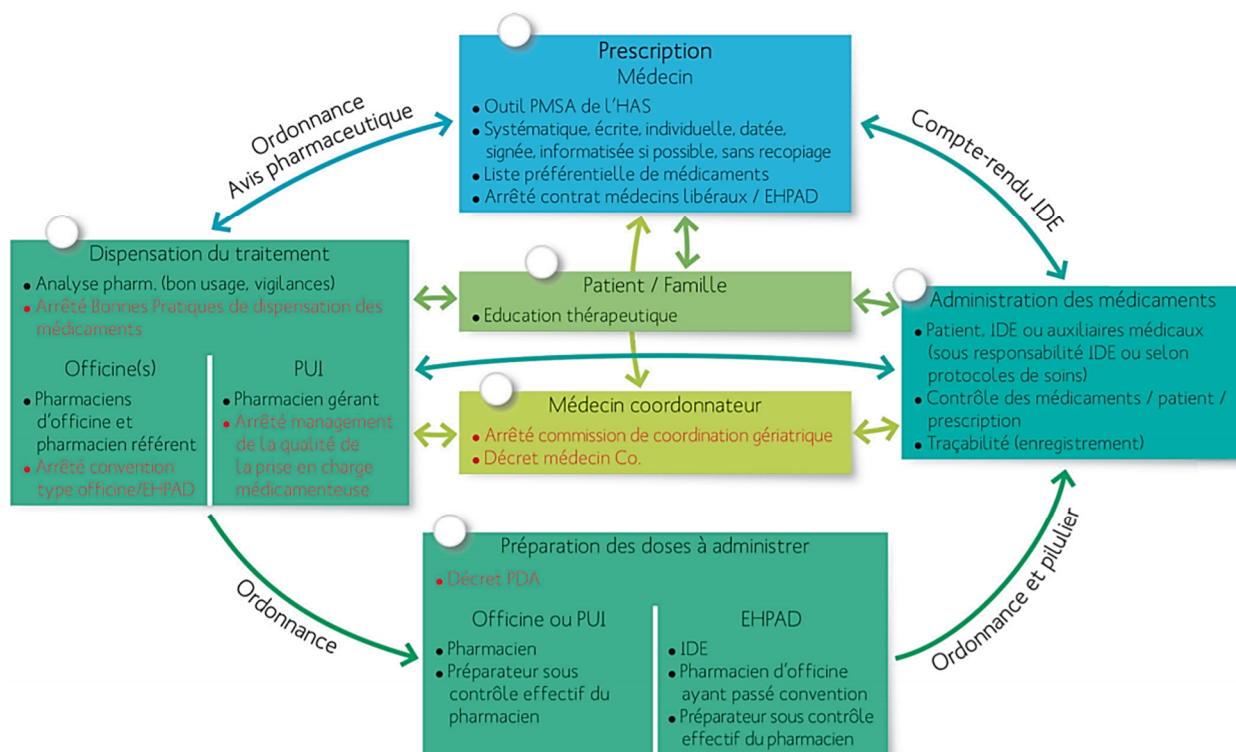 Prescription
Médecin
• Outil PMSA de l'HAS
• Systématique, écrite, individuelle, datée,
signée, informatisée si possible, sans recopiage
• Liste préférentielle de médicaments
• Arrêté contrat médecins libéraux / EHPAD
Ordonnance
Avis pharmaceutique
Compte-rendu IDE
Dispensation du traitement
• Analyse pharm. (bon usage, vigilances)
• Arrêté Bonnes Pratiques de dispensation des
médicaments
Officine(s)
• Pharmaciens
d'officine et
pharmacien référent
• Arrêté convention
type officine/EHPAD
PUI
• Pharmacien gérant
• Arrêté management
de la qualité de
la prise en charge
médicamenteuse
Patient / Famille
• Education thérapeutique
Médecin coordonnateur
• Arrêté commission de coordination gériatrique
• Décret médecin Co.
Administration des médicaments
• Patient, IDE ou auxiliaires médicaux
(sous responsabilité IDE ou selon
protocoles de soins)
• Contrôle des médicaments / patient /
prescription
• Traçabilité (enregistrement)
Ordonnance
Préparation des doses à administrer
• Décret PDA
Officine ou PUI
• Pharmacien
• Préparateur sous
contrôle effectif du
pharmacien
EHPAD
• IDE
• Pharmacien d'officine
ayant passé convention
• Préparateur sous contrôle
effectif du pharmacien
Ordonnance et pilulier